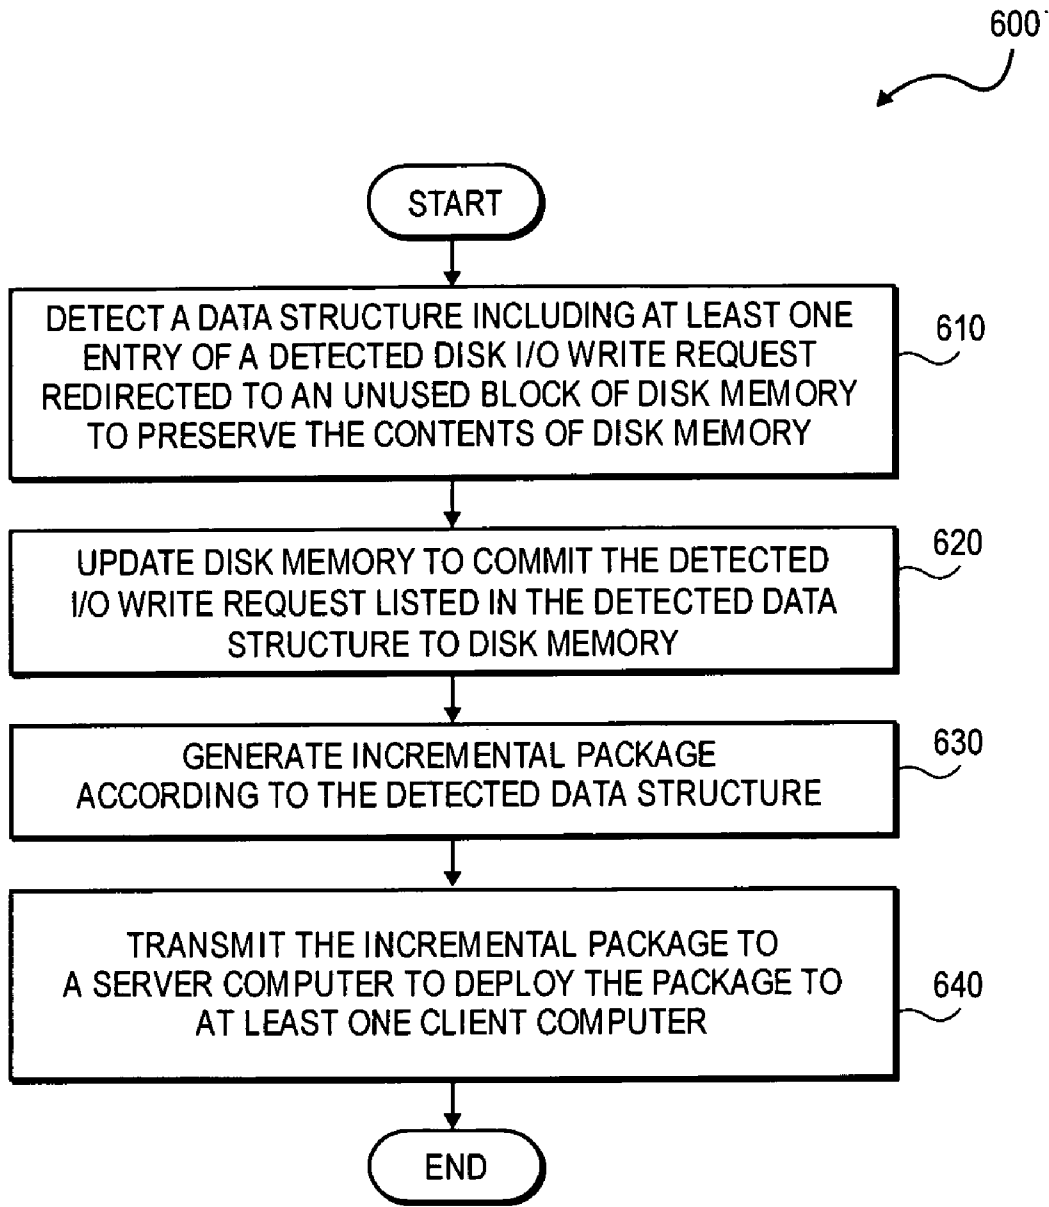 600
START
DETECT A DATA STRUCTURE INCLUDING AT LEAST ONE
ENTRY OF A DETECTED DISK I/O WRITE REQUEST
REDIRECTED TO AN UNUSED BLOCK OF DISK MEMORY
TO PRESERVE THE CONTENTS OF DISK MEMORY
610
UPDATE DISK MEMORY TO COMMIT THE DETECTED
I/O WRITE REQUEST LISTED IN THE DETECTED DATA
STRUCTURE TO DISK MEMORY
620
GENERATE INCREMENTAL PACKAGE
ACCORDING TO THE DETECTED DATA STRUCTURE
630
TRANSMIT THE INCREMENTAL PACKAGE TO
A SERVER COMPUTER TO DEPLOY THE PACKAGE TO
AT LEAST ONE CLIENT COMPUTER
640
END